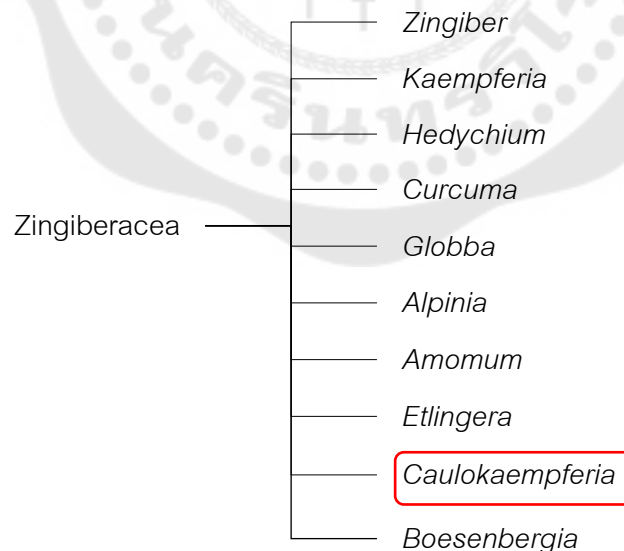 Zingiber
Kaempferia
Hedychium
Curcuma
Zingiberacea
Globba
Alpinia
Amomum
Etlingera
Caulokaempferia
Boesenbergia